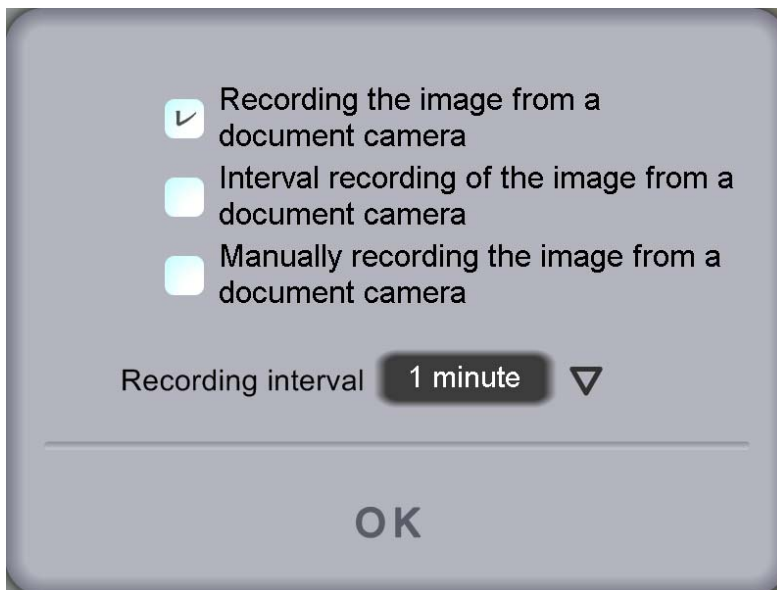 Recording the image from a
document camera
Interval recording of the image from a
document camera
Manually recording the image from a
document camera
Recording interval 1 minute
OK